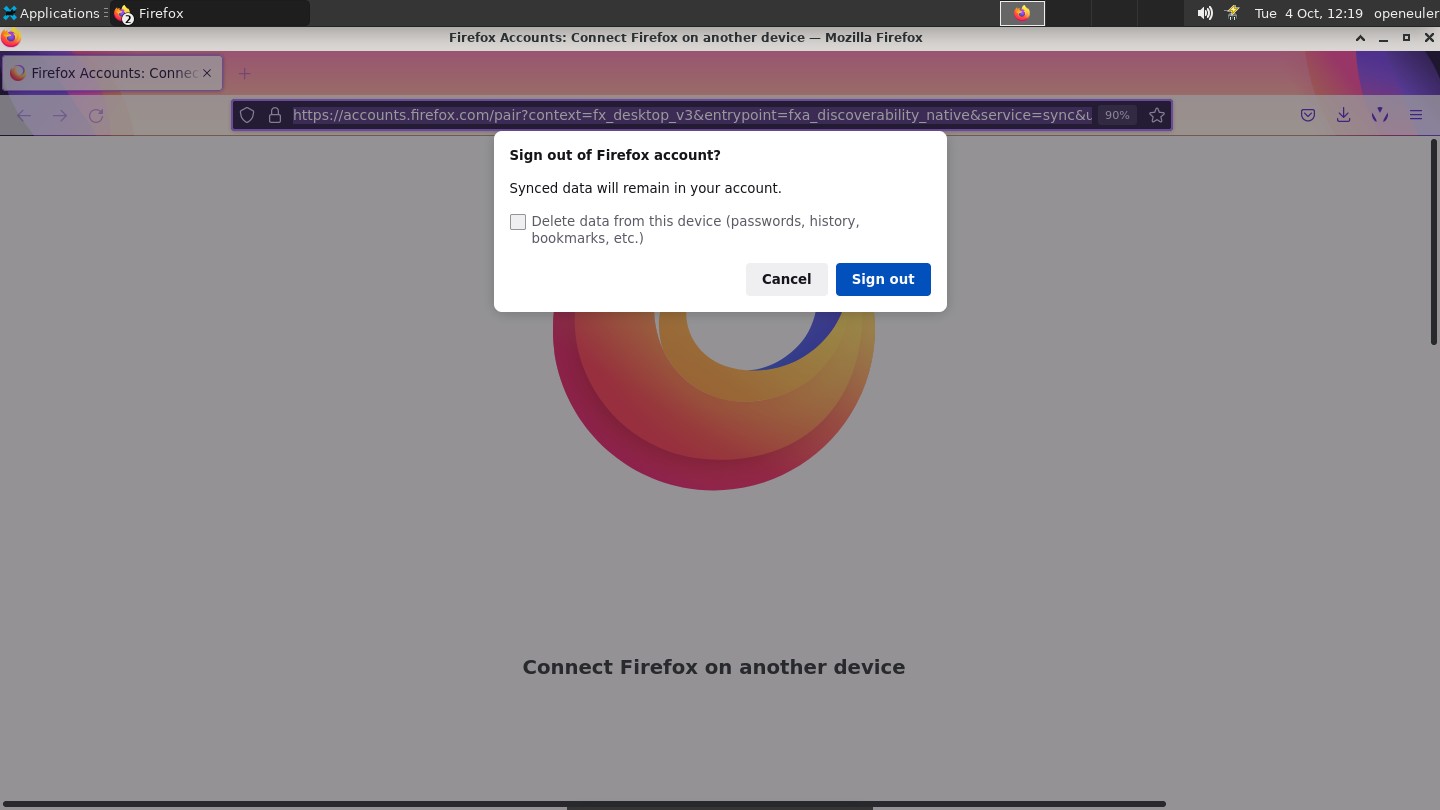 Applications
2 Firefox
Tue 4 Oct, 12:19
openeuler
Firefox Accounts: Connect Firefox on another device — Mozilla Firefox
Firefox Accounts: Connec
https://accounts.firefox.com/pair?context=fx_desktop_v3&entrypoint=fxa_discoverability_native&service=sync&u
90%
Sign out of Firefox account?
Synced data will remain in your account.
Delete data from this device (passwords, history,
bookmarks, etc.)
Cancel
Sign out
Connect Firefox on another device